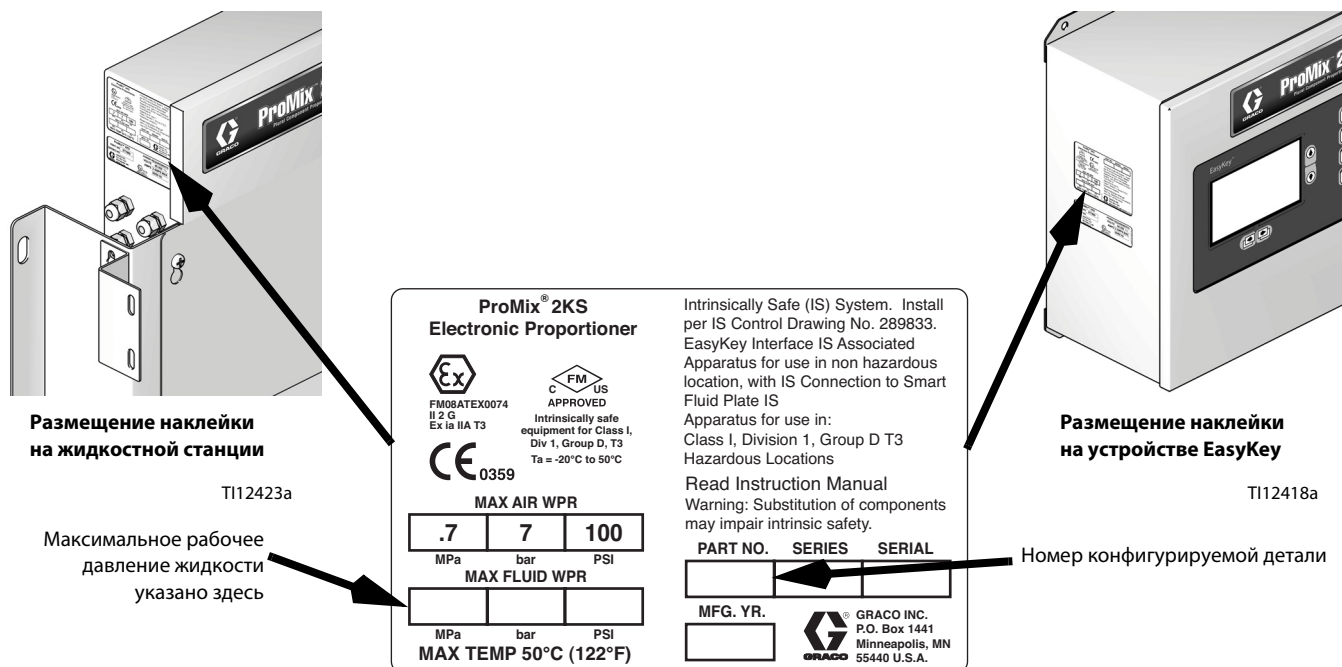 GRACO
ProMix
ProMix 2
GRACO
EasyKey
Размещение наклейки
на жидкостной станции
TI12423a
Размещение наклейки
на устройстве EasyKey
TI12418a
Максимальное рабочее
давление жидкости
указано здесь
Номер конфигурируемой детали
ProMix® 2KS
Electronic Proportioner
Ex
FM08ATEX0074
II 2 G
Ex ia IIA T3
CE 0359
C FM US
APPROVED
Intrinsically safe
equipment for Class I,
Div 1, Group D, T3
Ta = -20°C to 50°C
MAX AIR WPR
.7 7 100
MPa bar PSI
MAX FLUID WPR
MPa bar PSI
MAX TEMP 50°C (122°F)
Intrinsically Safe (IS) System. Install
per IS Control Drawing No. 289833.
EasyKey Interface IS Associated
Apparatus for use in non hazardous
location, with IS Connection to Smart
Fluid Plate IS
Apparatus for use in:
Class I, Division 1, Group D T3
Hazardous Locations
Read Instruction Manual
Warning: Substitution of components
may impair intrinsic safety.
PART NO. SERIES SERIAL
MFG. YR.
GRACO
®
GRACO INC.
P.O. Box 1441
Minneapolis, MN
55440 U.S.A.